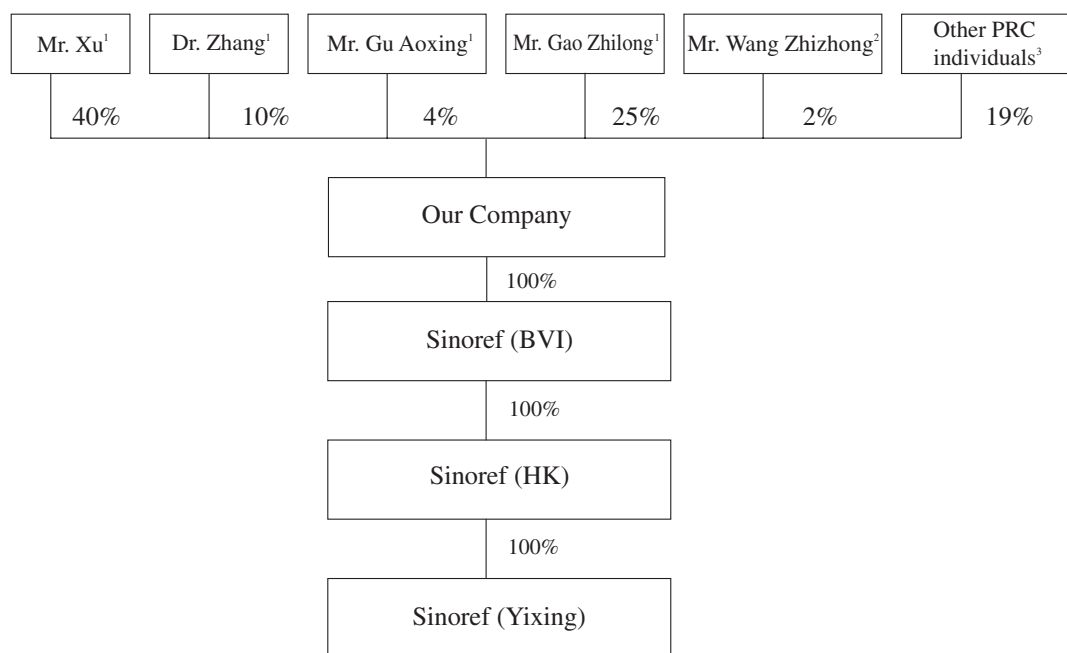 Mr. Xu¹
Dr. Zhang¹
Mr. Gu Aoxing¹
Mr. Gao Zhilong¹
Mr. Wang Zhizhong²
Other PRC
individuals³
40%
10%
4%
25%
2%
19%
Our Company
100%
Sinoref (BVI)
100%
Sinoref (HK)
100%
Sinoref (Yixing)